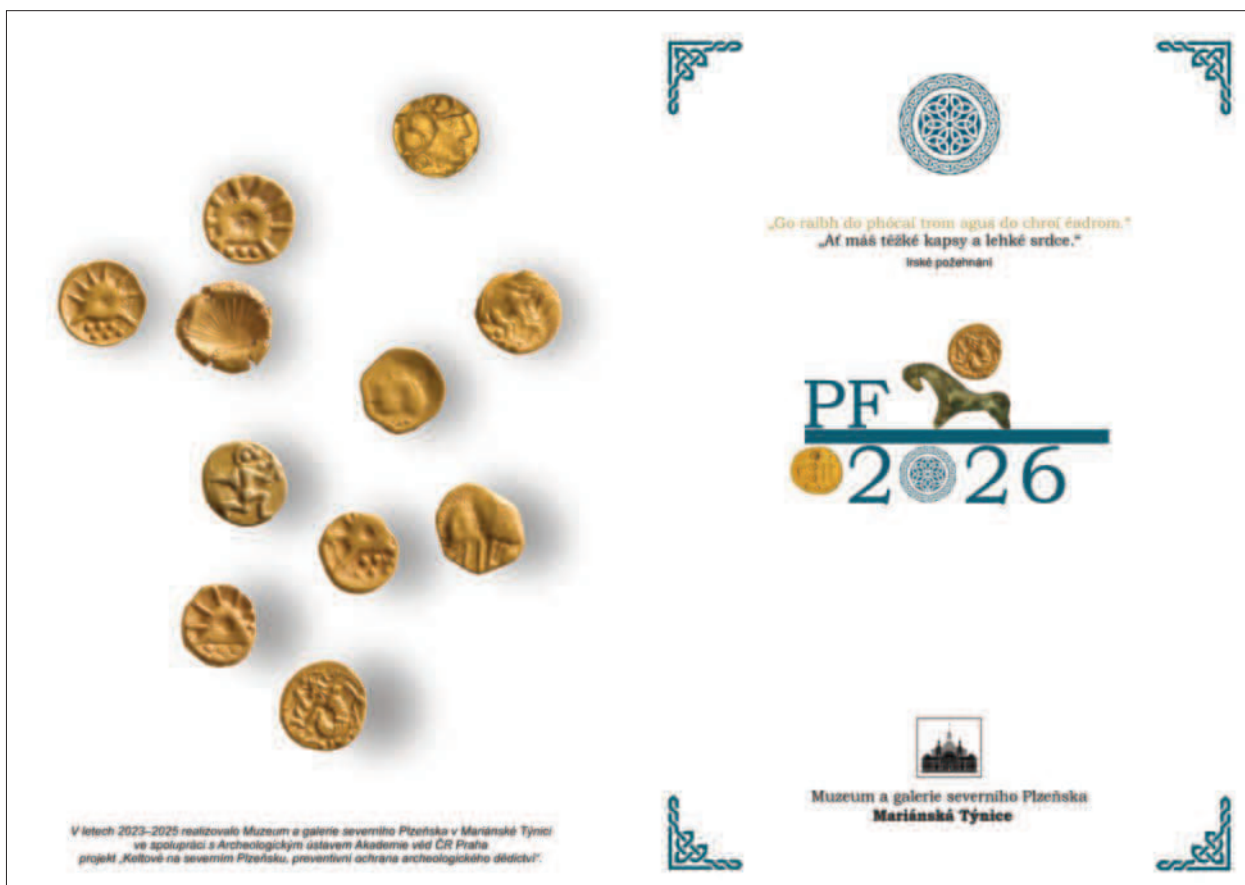 V letech 2023–2025 realizovalo Muzeum a galerie severního Plzeňska v Mariánské Týnici
ve spolupráci s Archeologickým ústavem Akademie věd ČR Praha
projekt „Keltové na severním Plzeňsku, preventivní ochrana archeologického dědictví“.
„Go raibh do phócaí trom agus do chroí éadrom.“
„Ať máš těžké kapsy a lehké srdce.“
Irské požehnání
PF
2026
Muzeum a galerie severního Plzeňska
Mariánská Týnice